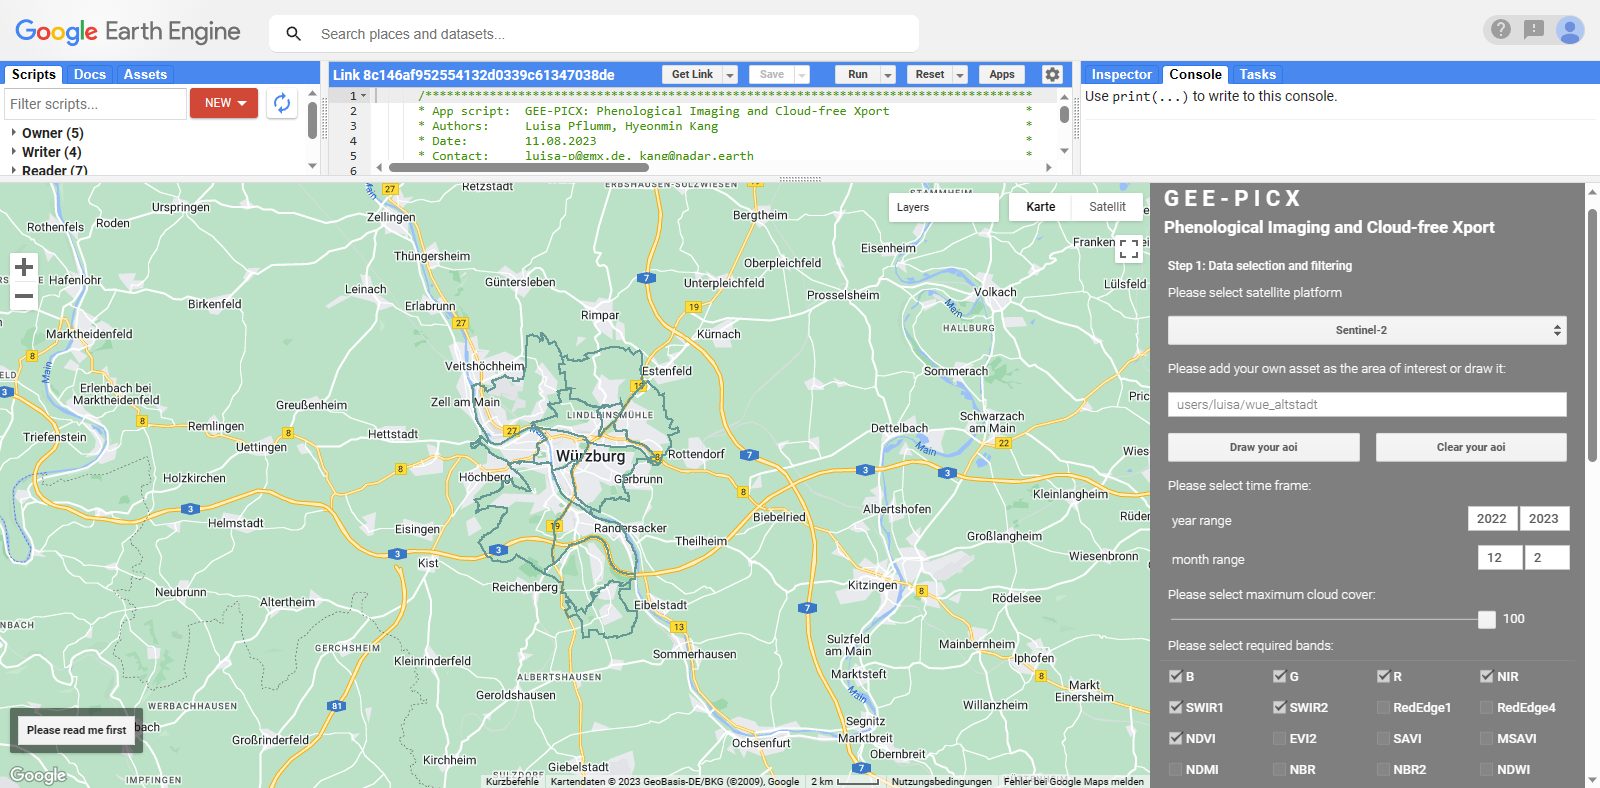 Google Earth Engine
Search places and datasets...
Scripts Docs Assets
Filter scripts...
NEW
Owner (5)
Writer (4)
Reader (7)
Link 8c146af952554132d0339c61347038de
Get Link Save Run Reset Apps
1 /***
2 * App script: GEE-PICX: Phenological Imaging and Cloud-free Xport *
3 * Authors: Luisa Pflumm, Hyeonmin Kang *
4 * Date: 11.08.2023 *
5 * Contact: luisa-p@gmx.de, kang@nadar.earth *
6
Inspector Console Tasks
Use print(...) to write to this console.
Layers
Karte Satellit
Retzstadt
ERBSHAUSEN-SULZWIESEN
STAMMHEIM
Urspringen
Zellingen
Bergtheim
Rothenfels
Roden
Eisenheim
Franken
Thüngersheim
Oberpleichfeld
Hafenlohr
Leinach
Güntersleben
Unterpleichfeld
Prosselsheim
Volkach
Lülsfeld
Birkenfeld
Erlabrunn
Rimpar
Kürnach
HALLBURG
Marktheidenfeld
Veitshöchheim
Estenfeld
Sommerach
Erlenbach bei
Marktheidenfeld
Greußenheim
Zell am Main
LINDLEINSMÜHLE
Schwarzach
am Main
Remlingen
Triefenstein
Uettingen
Hettstadt
Dettelbach
Würzburg
Rottendorf
Holzkirchen
Höchberg
Gerbrunn
Kleinlangheim
Helmstadt
Eisingen
Randersacker
Biebelried
Albertshofen
Großlangheim
Theilheim
Kist
Wiesenbronn
Neubrunn
Altertheim
Reichenberg
Eibelstadt
Kitzingen
Rödelsee
GERCHSHEIM
Sommerhausen
Sulzfeld
am Main
Mainbernheim
Iphofen
Kleinrinderfeld
ALBERTSHAUSEN
Marktsteft
Markt
Einersheim
Geroldshausen
WERBACHHAUSEN
Willanzheim
Segnitz
Marktbreit
Großrinderfeld
Ochsenfurt
Obernbreit
Kirchheim
Giebelstadt
IMPFINGEN
Please read me first
Google
Kurzbefehle Kartendaten © 2023 GeoBasis-DE/BKG (©2009), Google 2 km Nutzungsbedingungen Fehler bei Google Maps melden
GEE-PICX
Phenological Imaging and Cloud-free Xport
Step 1: Data selection and filtering
Please select satellite platform
Sentinel-2
Please add your own asset as the area of interest or draw it:
users/luisa/wue_altstadt
Draw your aoi Clear your aoi
Please select time frame:
year range 2022 2023
month range 12 2
Please select maximum cloud cover:
100
Please select required bands:
B G R NIR
SWIR1 SWIR2 RedEdge1 RedEdge4
NDVI EVI2 SAVI MSAVI
NDMI NBR NBR2 NDWI